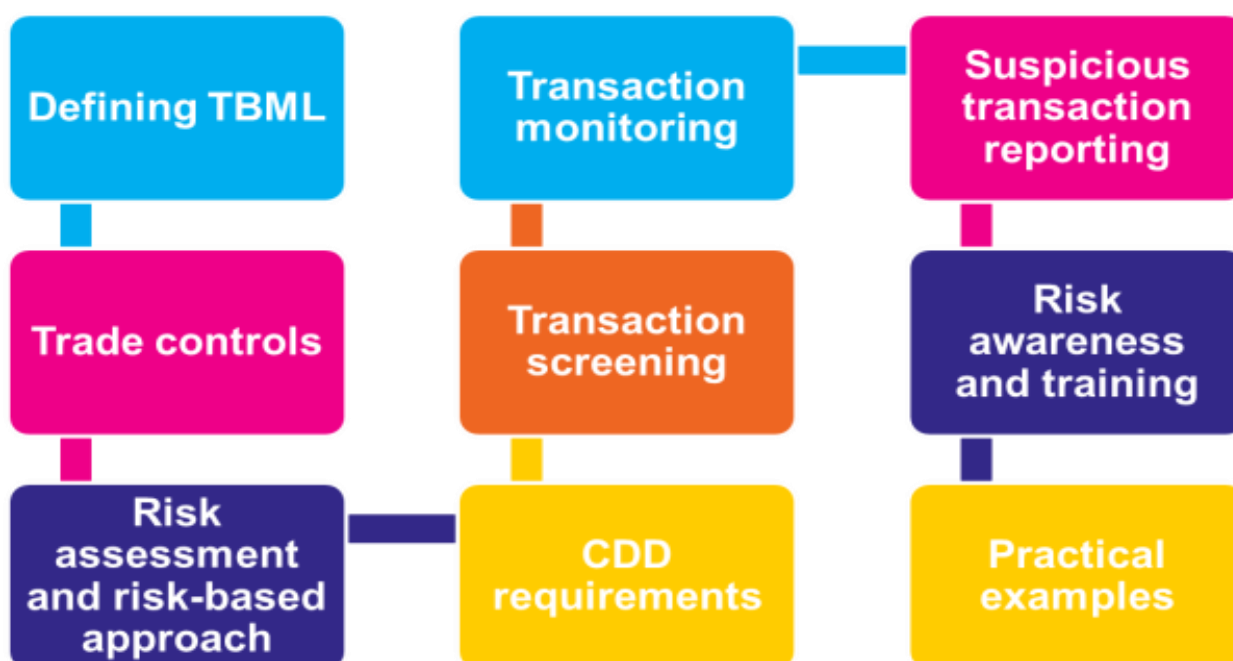 Defining TBML
Trade controls
Risk
assessment
and risk-based
approach
CDD
requirements
Transaction
screening
Transaction
monitoring
Suspicious
transaction
reporting
Risk
awareness
and training
Practical
examples